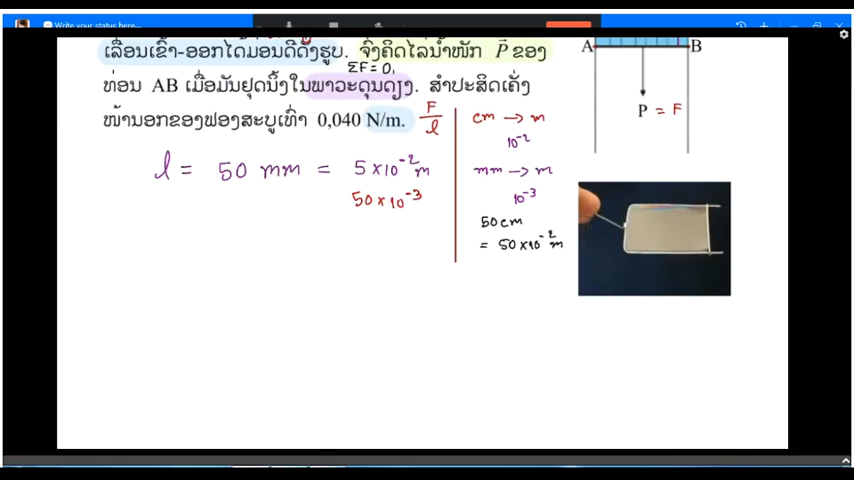 Write your status here...
ເລື່ອນເຂົ້າ-ອອກໄດ້ມອນດີດັ່ງຮູບ. ຈົ່ງຄິດໄລ່ນ້ຳໜັກ P ຂອງ
ΣF = 0
ທ່ອນ AB ເມື່ອມັນຢຸດນິ້ງໃນພາວະດຸນດ່ຽງ. ສຳປະສິດເຄັ່ງ
ໜ້ານອກຂອງຟອງສະບູເທົ່າ 0,040 N/m. F/l
l = 50 mm = 5 ×10⁻² m
50 ×10⁻³
cm → m
10⁻²
mm → m
10⁻³
50 cm
= 50 ×10⁻² m
A B
P = F